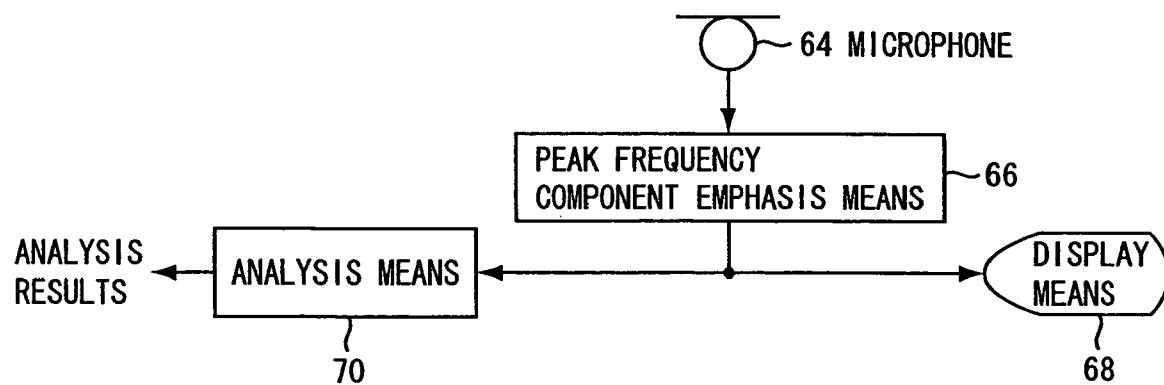 64 MICROPHONE
PEAK FREQUENCY
COMPONENT EMPHASIS MEANS
66
ANALYSIS
RESULTS
ANALYSIS MEANS
DISPLAY
MEANS
70
68